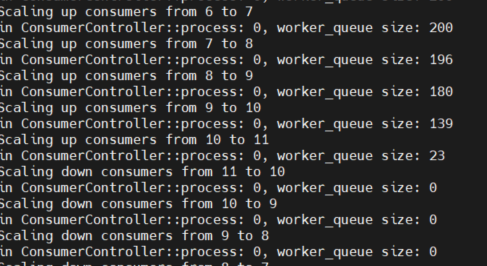 Scaling up consumers from 6 to 7
in ConsumerController::process: 0, worker_queue size: 200
Scaling up consumers from 7 to 8
in ConsumerController::process: 0, worker_queue size: 196
Scaling up consumers from 8 to 9
in ConsumerController::process: 0, worker_queue size: 180
Scaling up consumers from 9 to 10
in ConsumerController::process: 0, worker_queue size: 139
Scaling up consumers from 10 to 11
in ConsumerController::process: 0, worker_queue size: 23
Scaling down consumers from 11 to 10
in ConsumerController::process: 0, worker_queue size: 0
Scaling down consumers from 10 to 9
in ConsumerController::process: 0, worker_queue size: 0
Scaling down consumers from 9 to 8
in ConsumerController::process: 0, worker_queue size: 0